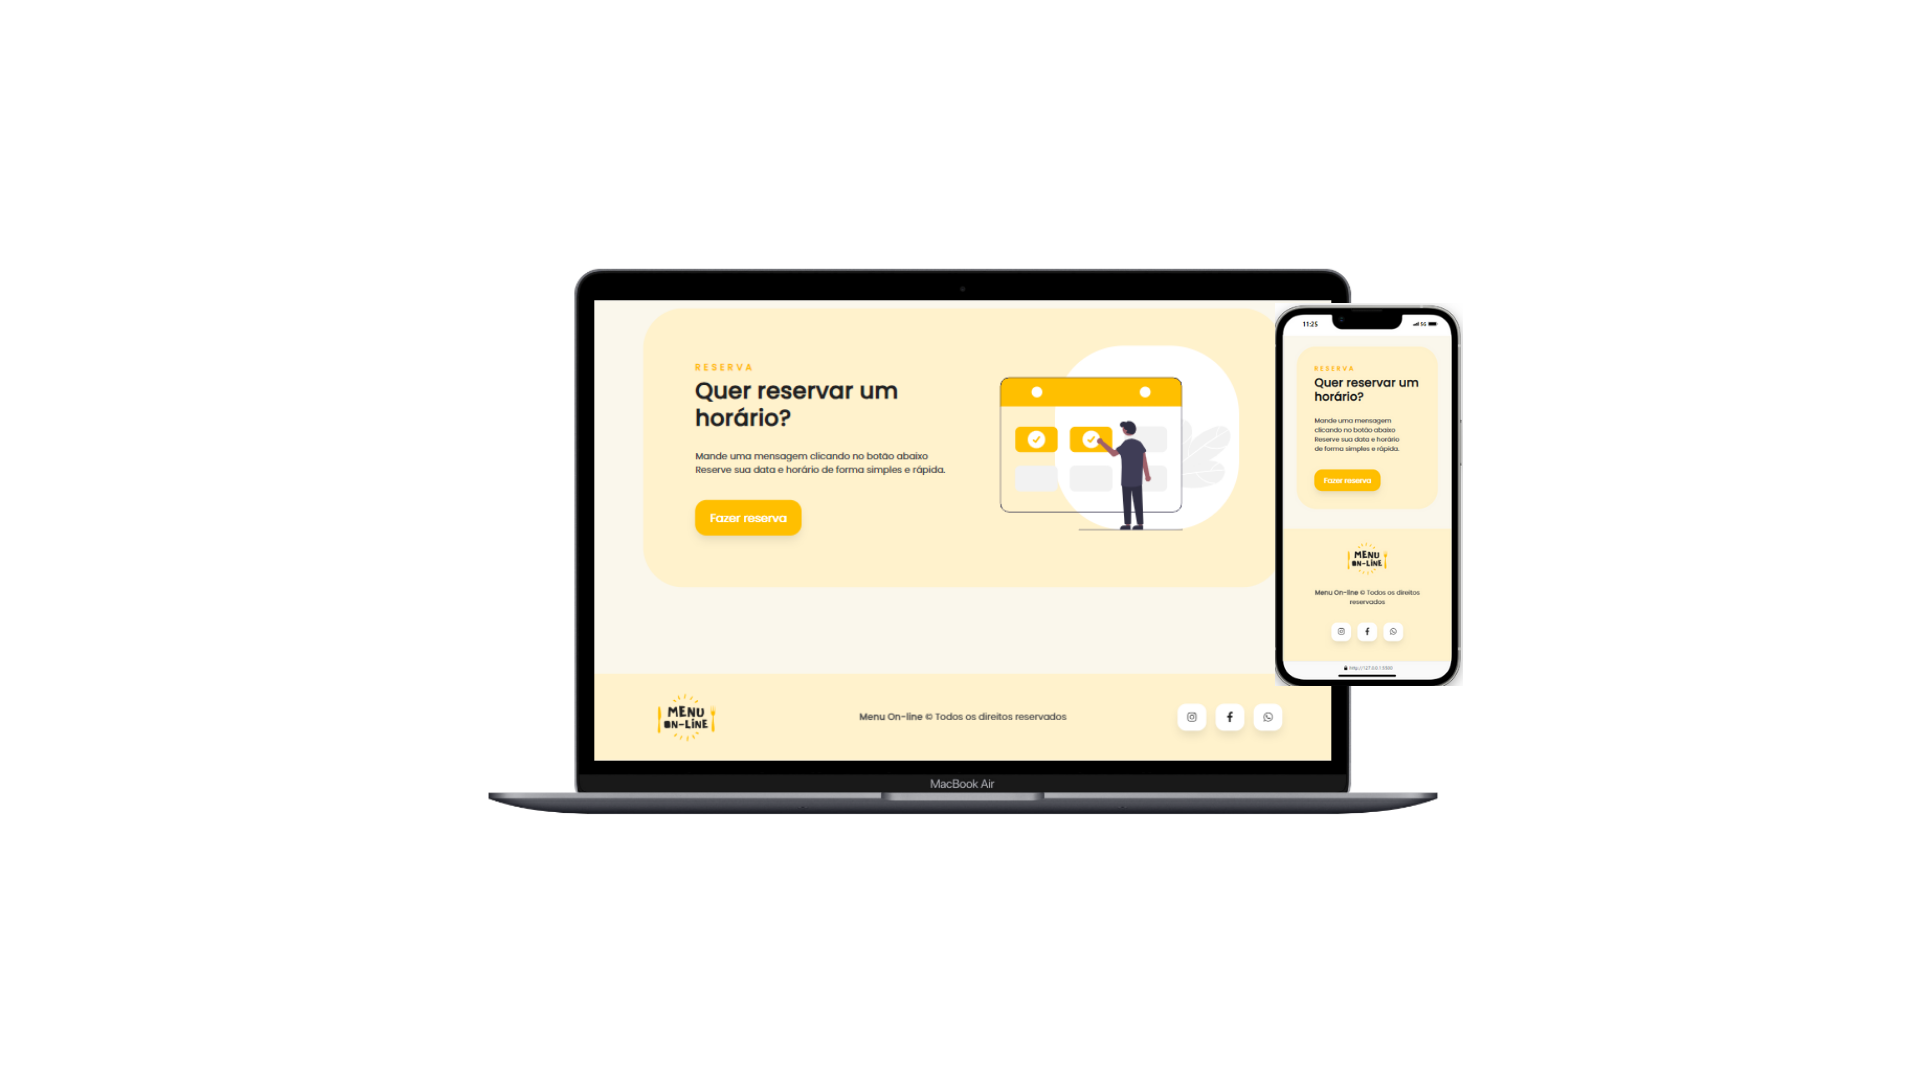 RESERVA
Quer reservar um
horário?
Mande uma mensagem clicando no botão abaixo
Reserve sua data e horário de forma simples e rápida.
Fazer reserva
MENU
ON-LINE
Menu On-line © Todos os direitos reservados
MacBook Air
11:25
5G
RESERVA
Quer reservar um
horário?
Mande uma mensagem
clicando no botão abaixo
Reserve sua data e horário
de forma simples e rápida.
Fazer reserva
MENU
ON-LINE
Menu On-line © Todos os direitos
reservados